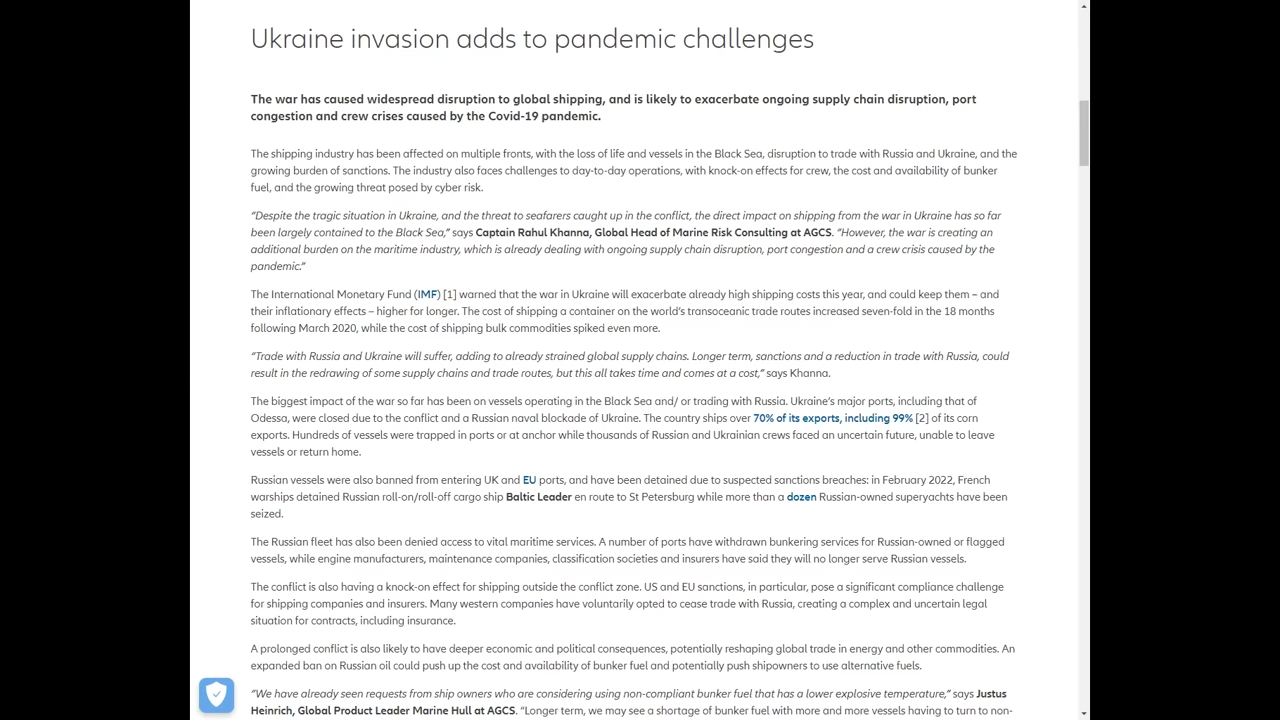 Ukraine invasion adds to pandemic challenges
The war has caused widespread disruption to global shipping, and is likely to exacerbate ongoing supply chain disruption, port
congestion and crew crises caused by the Covid-19 pandemic.
The shipping industry has been affected on multiple fronts, with the loss of life and vessels in the Black Sea, disruption to trade with Russia and Ukraine, and the
growing burden of sanctions. The industry also faces challenges to day-to-day operations, with knock-on effects for crew, the cost and availability of bunker
fuel, and the growing threat posed by cyber risk.
“Despite the tragic situation in Ukraine, and the threat to seafarers caught up in the conflict, the direct impact on shipping from the war in Ukraine has so far
been largely contained to the Black Sea,” says Captain Rahul Khanna, Global Head of Marine Risk Consulting at AGCS. “However, the war is creating an
additional burden on the maritime industry, which is already dealing with ongoing supply chain disruption, port congestion and a crew crisis caused by the
pandemic.”
The International Monetary Fund (IMF) [1] warned that the war in Ukraine will exacerbate already high shipping costs this year, and could keep them – and
their inflationary effects – higher for longer. The cost of shipping a container on the world’s transoceanic trade routes increased seven-fold in the 18 months
following March 2020, while the cost of shipping bulk commodities spiked even more.
“Trade with Russia and Ukraine will suffer, adding to already strained global supply chains. Longer term, sanctions and a reduction in trade with Russia, could
result in the redrawing of some supply chains and trade routes, but this all takes time and comes at a cost,” says Khanna.
The biggest impact of the war so far has been on vessels operating in the Black Sea and/ or trading with Russia. Ukraine’s major ports, including that of
Odessa, were closed due to the conflict and a Russian naval blockade of Ukraine. The country ships over 70% of its exports, including 99% [2] of its corn
exports. Hundreds of vessels were trapped in ports or at anchor while thousands of Russian and Ukrainian crews faced an uncertain future, unable to leave
vessels or return home.
Russian vessels were also banned from entering UK and EU ports, and have been detained due to suspected sanctions breaches: in February 2022, French
warships detained Russian roll-on/roll-off cargo ship Baltic Leader en route to St Petersburg while more than a dozen Russian-owned superyachts have been
seized.
The Russian fleet has also been denied access to vital maritime services. A number of ports have withdrawn bunkering services for Russian-owned or flagged
vessels, while engine manufacturers, maintenance companies, classification societies and insurers have said they will no longer serve Russian vessels.
The conflict is also having a knock-on effect for shipping outside the conflict zone. US and EU sanctions, in particular, pose a significant compliance challenge
for shipping companies and insurers. Many western companies have voluntarily opted to cease trade with Russia, creating a complex and uncertain legal
situation for contracts, including insurance.
A prolonged conflict is also likely to have deeper economic and political consequences, potentially reshaping global trade in energy and other commodities. An
expanded ban on Russian oil could push up the cost and availability of bunker fuel and potentially push shipowners to use alternative fuels.
“We have already seen requests from ship owners who are considering using non-compliant bunker fuel that has a lower explosive temperature,” says Justus
Heinrich, Global Product Leader Marine Hull at AGCS. “Longer term, we may see a shortage of bunker fuel with more and more vessels having to turn to non-